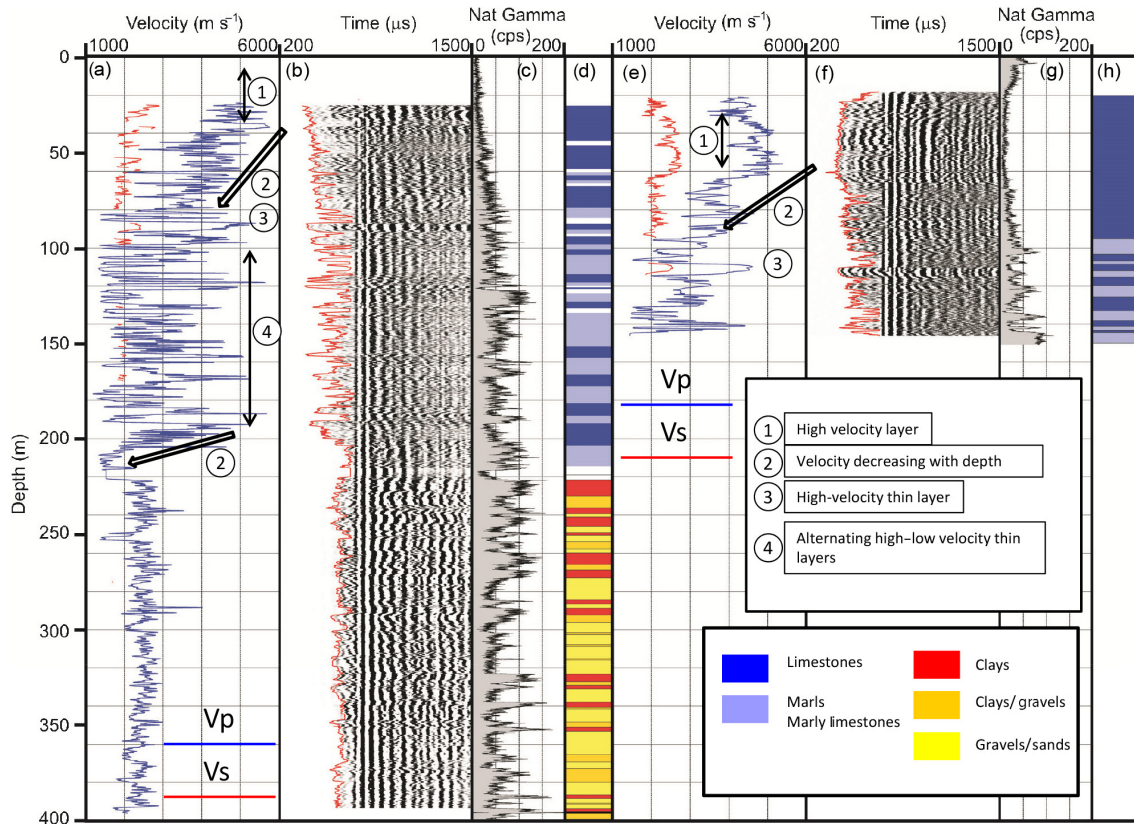 Velocity (m s⁻¹) Time (µs) Nat Gamma (cps) Velocity (m s⁻¹) Time (µs) Nat Gamma (cps)
1000 6000 200 1500 0 200 1000 6000 200 1500 0 200
(a) (b) (c) (d) (e) (f) (g) (h)
Depth (m)
0
50
100
150
200
250
300
350
400
1
2
3
4
2
Vp
Vs
1
2
3
Vp
Vs
1 High velocity layer
2 Velocity decreasing with depth
3 High-velocity thin layer
4 Alternating high–low velocity thin
layers
Limestones
Marls
Marly limestones
Clays
Clays/ gravels
Gravels/sands